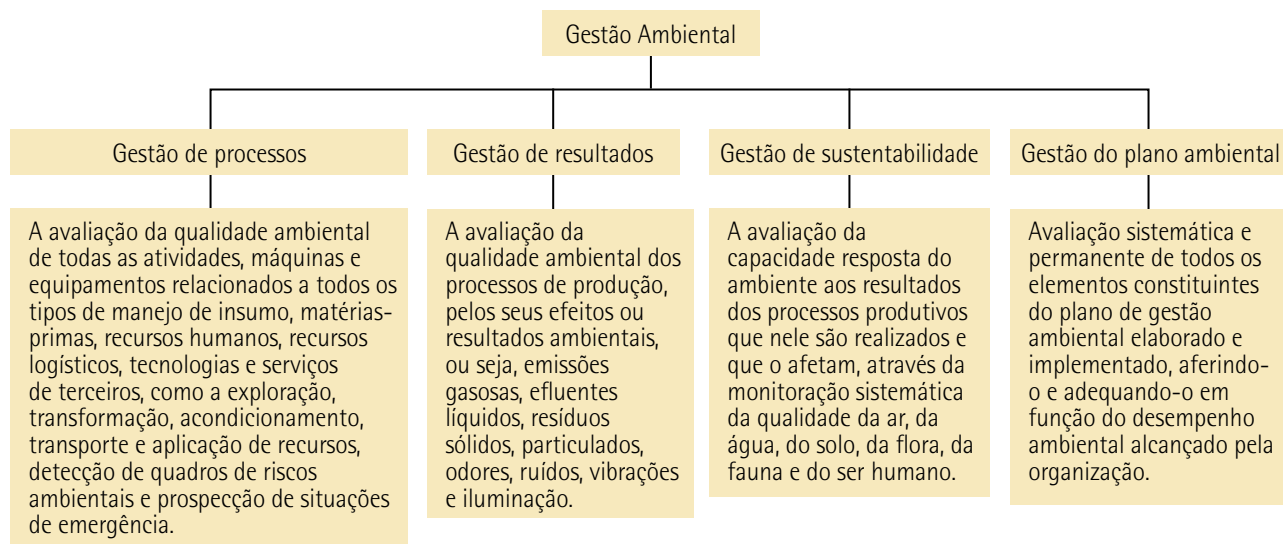 Gestão Ambiental
Gestão de processos
A avaliação da qualidade ambiental
de todas as atividades, máquinas e
equipamentos relacionados a todos os
tipos de manejo de insumo, matérias-
primas, recursos humanos, recursos
logísticos, tecnologias e serviços
de terceiros, como a exploração,
transformação, acondicionamento,
transporte e aplicação de recursos,
detecção de quadros de riscos
ambientais e prospecção de situações
de emergência.
Gestão de resultados
A avaliação da
qualidade ambiental dos
processos de produção,
pelos seus efeitos ou
resultados ambientais,
ou seja, emissões
gasosas, efluentes
líquidos, resíduos
sólidos, particulados,
odores, ruídos, vibrações
e iluminação.
Gestão de sustentabilidade
A avaliação da
capacidade resposta do
ambiente aos resultados
dos processos produtivos
que nele são realizados e
que o afetam, através da
monitoração sistemática
da qualidade da ar, da
água, do solo, da flora, da
fauna e do ser humano.
Gestão do plano ambiental
Avaliação sistemática e
permanente de todos os
elementos constituintes
do plano de gestão
ambiental elaborado e
implementado, aferindo-
o e adequando-o em
função do desempenho
ambiental alcançado pela
organização.